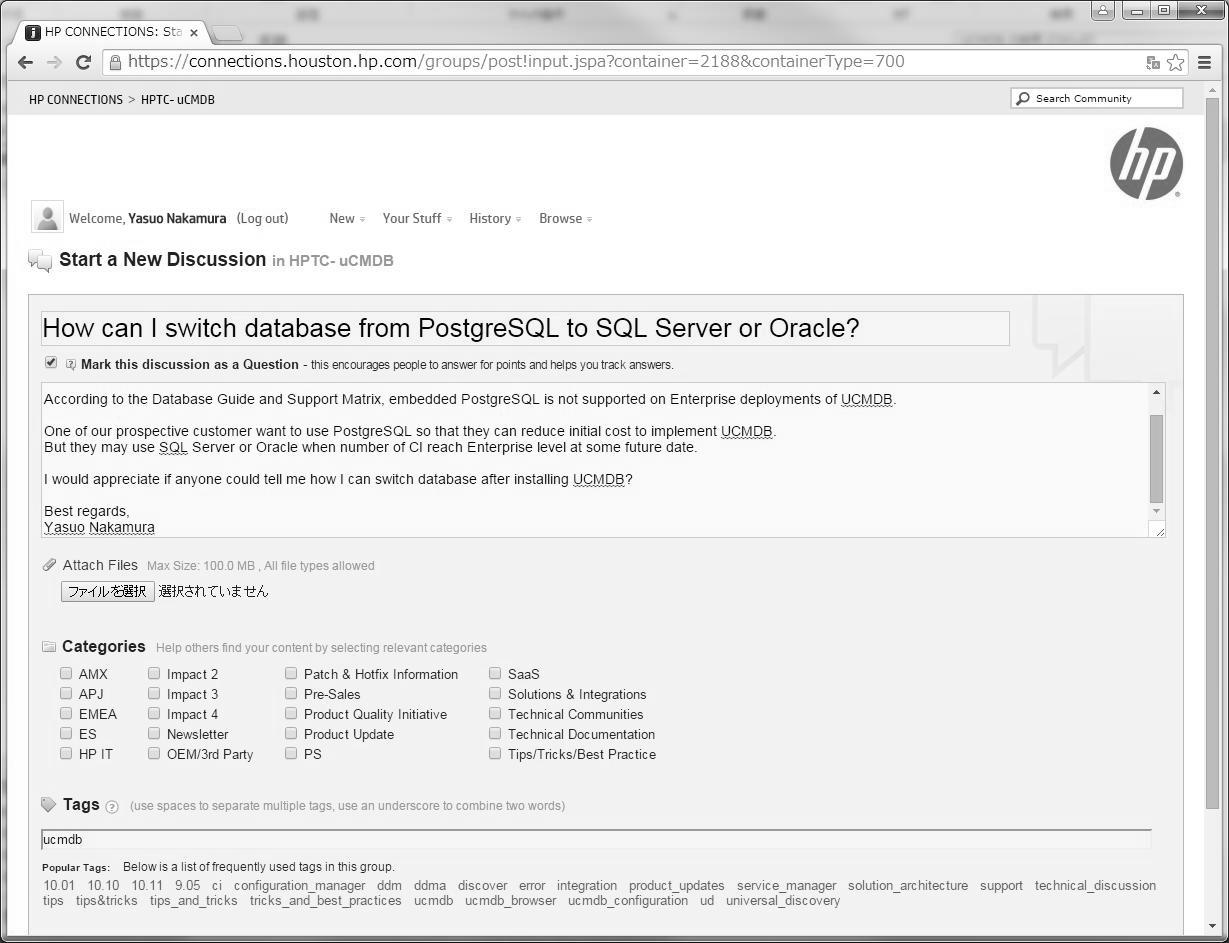 HP CONNECTIONS: Sta
https://connections.houston.hp.com/groups/post!input.jspa?container=2188&containerType=700
HP CONNECTIONS > HPTC- uCMDB
Search Community
hp
Welcome, Yasuo Nakamura (Log out) New Your Stuff History Browse
Start a New Discussion in HPTC- uCMDB
How can I switch database from PostgreSQL to SQL Server or Oracle?
Mark this discussion as a Question - this encourages people to answer for points and helps you track answers.
According to the Database Guide and Support Matrix, embedded PostgreSQL is not supported on Enterprise deployments of UCMDB.
One of our prospective customer want to use PostgreSQL so that they can reduce initial cost to implement UCMDB.
But they may use SQL Server or Oracle when number of CI reach Enterprise level at some future date.
I would appreciate if anyone could tell me how I can switch database after installing UCMDB?
Best regards,
Yasuo Nakamura
Attach Files Max Size: 100.0 MB , All file types allowed
ファイルを選択 選択されていません
Categories Help others find your content by selecting relevant categories
AMX Impact 2 Patch & Hotfix Information SaaS
APJ Impact 3 Pre-Sales Solutions & Integrations
EMEA Impact 4 Product Quality Initiative Technical Communities
ES Newsletter Product Update Technical Documentation
HP IT OEM/3rd Party PS Tips/Tricks/Best Practice
Tags ? (use spaces to separate multiple tags, use an underscore to combine two words)
ucmdb
Popular Tags: Below is a list of frequently used tags in this group.
10.01 10.10 10.11 9.05 ci configuration_manager ddm ddma discover error integration product_updates service_manager solution_architecture support technical_discussion
tips tips&tricks tips_and_tricks tricks_and_best_practices ucmdb ucmdb_browser ucmdb_configuration ud universal_discovery